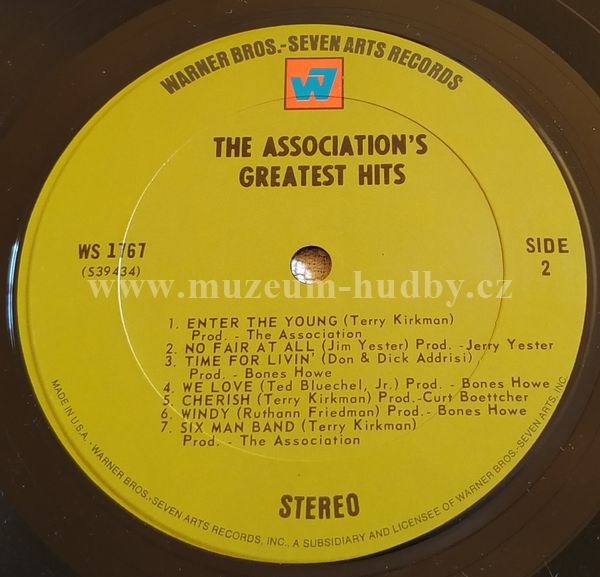 WARNER BROS.-SEVEN ARTS RECORDS
W7
THE ASSOCIATION'S
GREATEST HITS
WS 1767
(S39434)
SIDE
2
www.muzeum-hudby.cz
1. ENTER THE YOUNG (Terry Kirkman)
Prod. - The Association
2. NO FAIR AT ALL (Jim Yester) Prod. -Jerry Yester
3. TIME FOR LIVIN' (Don & Dick Addrisi)
Prod. - Bones Howe
4. WE LOVE (Ted Bluechel, Jr.) Prod. - Bones Howe
5. CHERISH (Terry Kirkman) Prod.-Curt Boettcher
6. WINDY (Ruthann Friedman) Prod. - Bones Howe
7. SIX MAN BAND (Terry Kirkman)
Prod. - The Association
STEREO
MADE IN U.S.A. - WARNER BROS.-SEVEN ARTS RECORDS, INC., A SUBSIDIARY AND LICENSEE OF WARNER BROS.-SEVEN ARTS, INC.